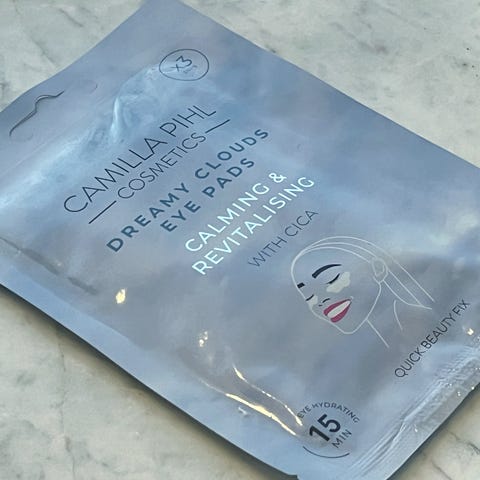 x3
CAMILLA PIHL
COSMETICS
DREAMY CLOUDS
EYE PADS
CALMING &
REVITALISING
WITH CICA
QUICK BEAUTY FIX
EYE HYDRATING
15
MIN